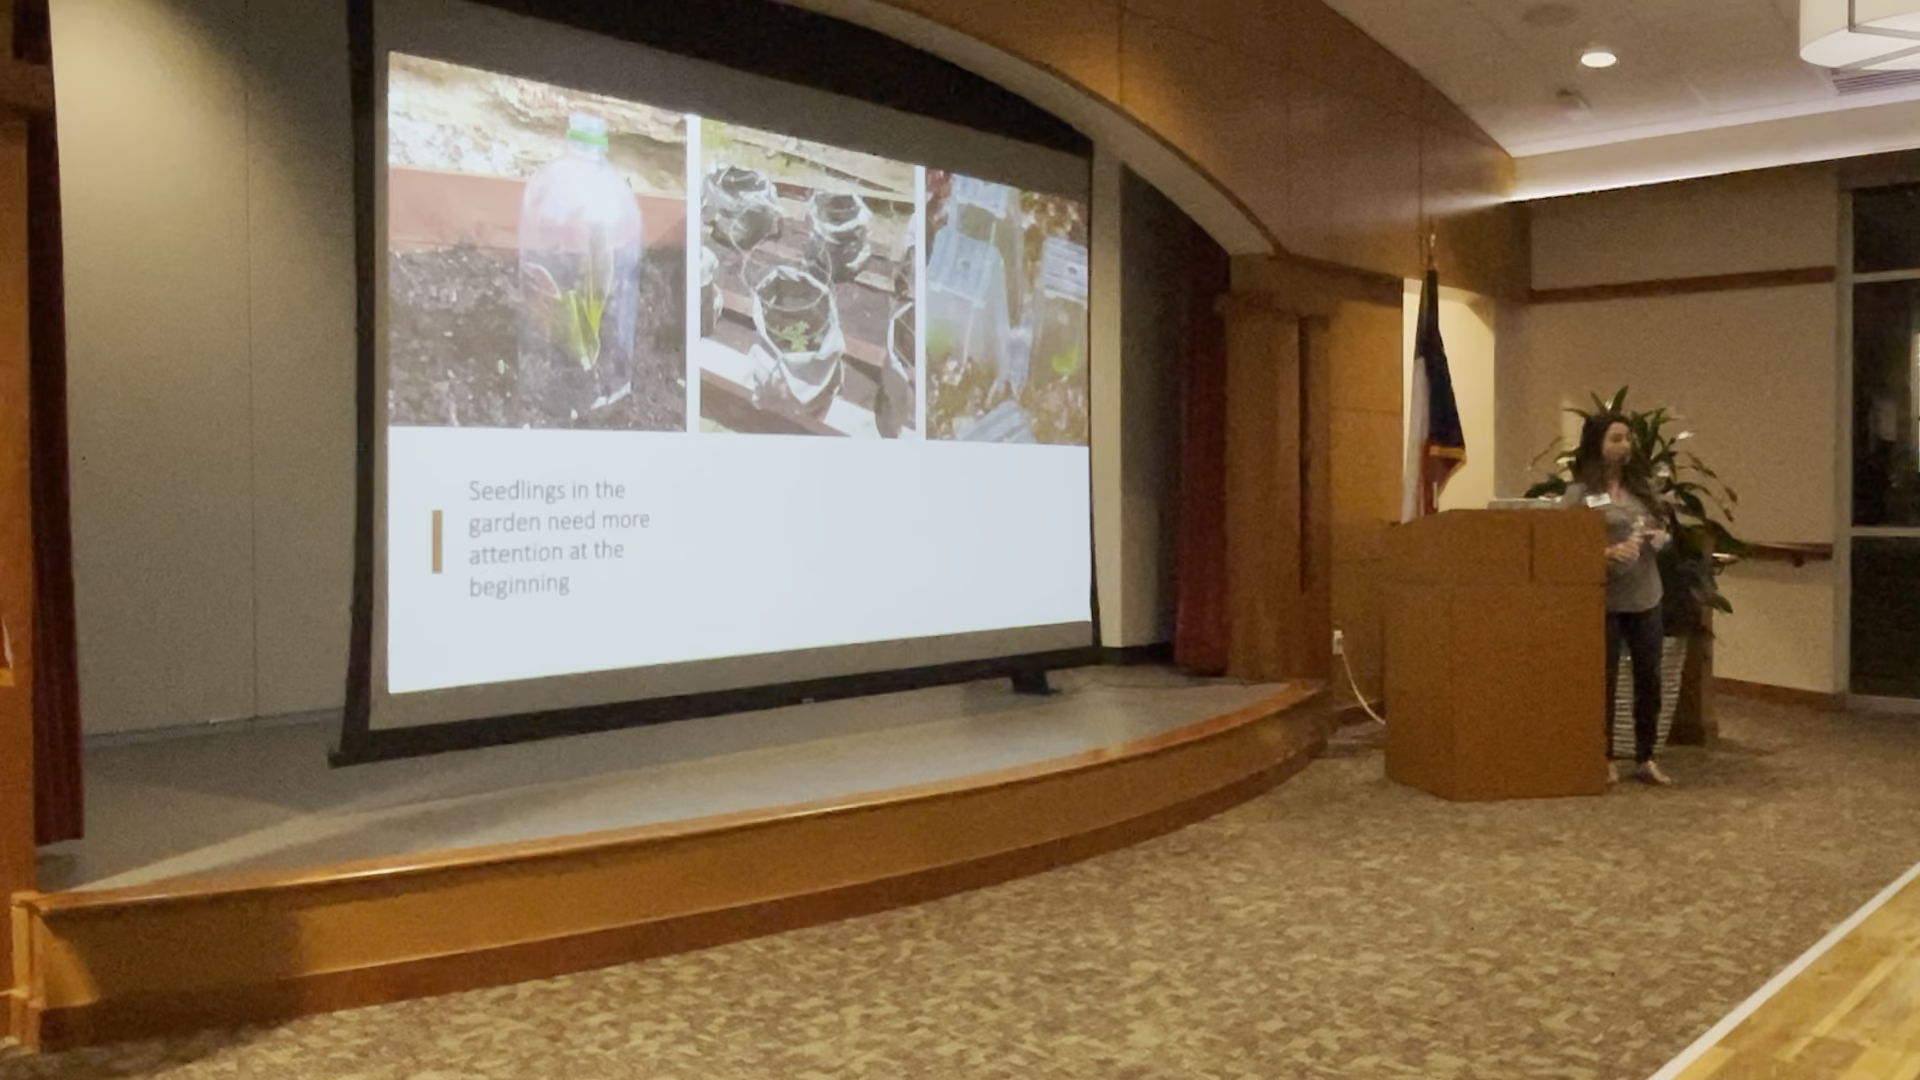 Seedlings in the
garden need more
attention at the
beginning